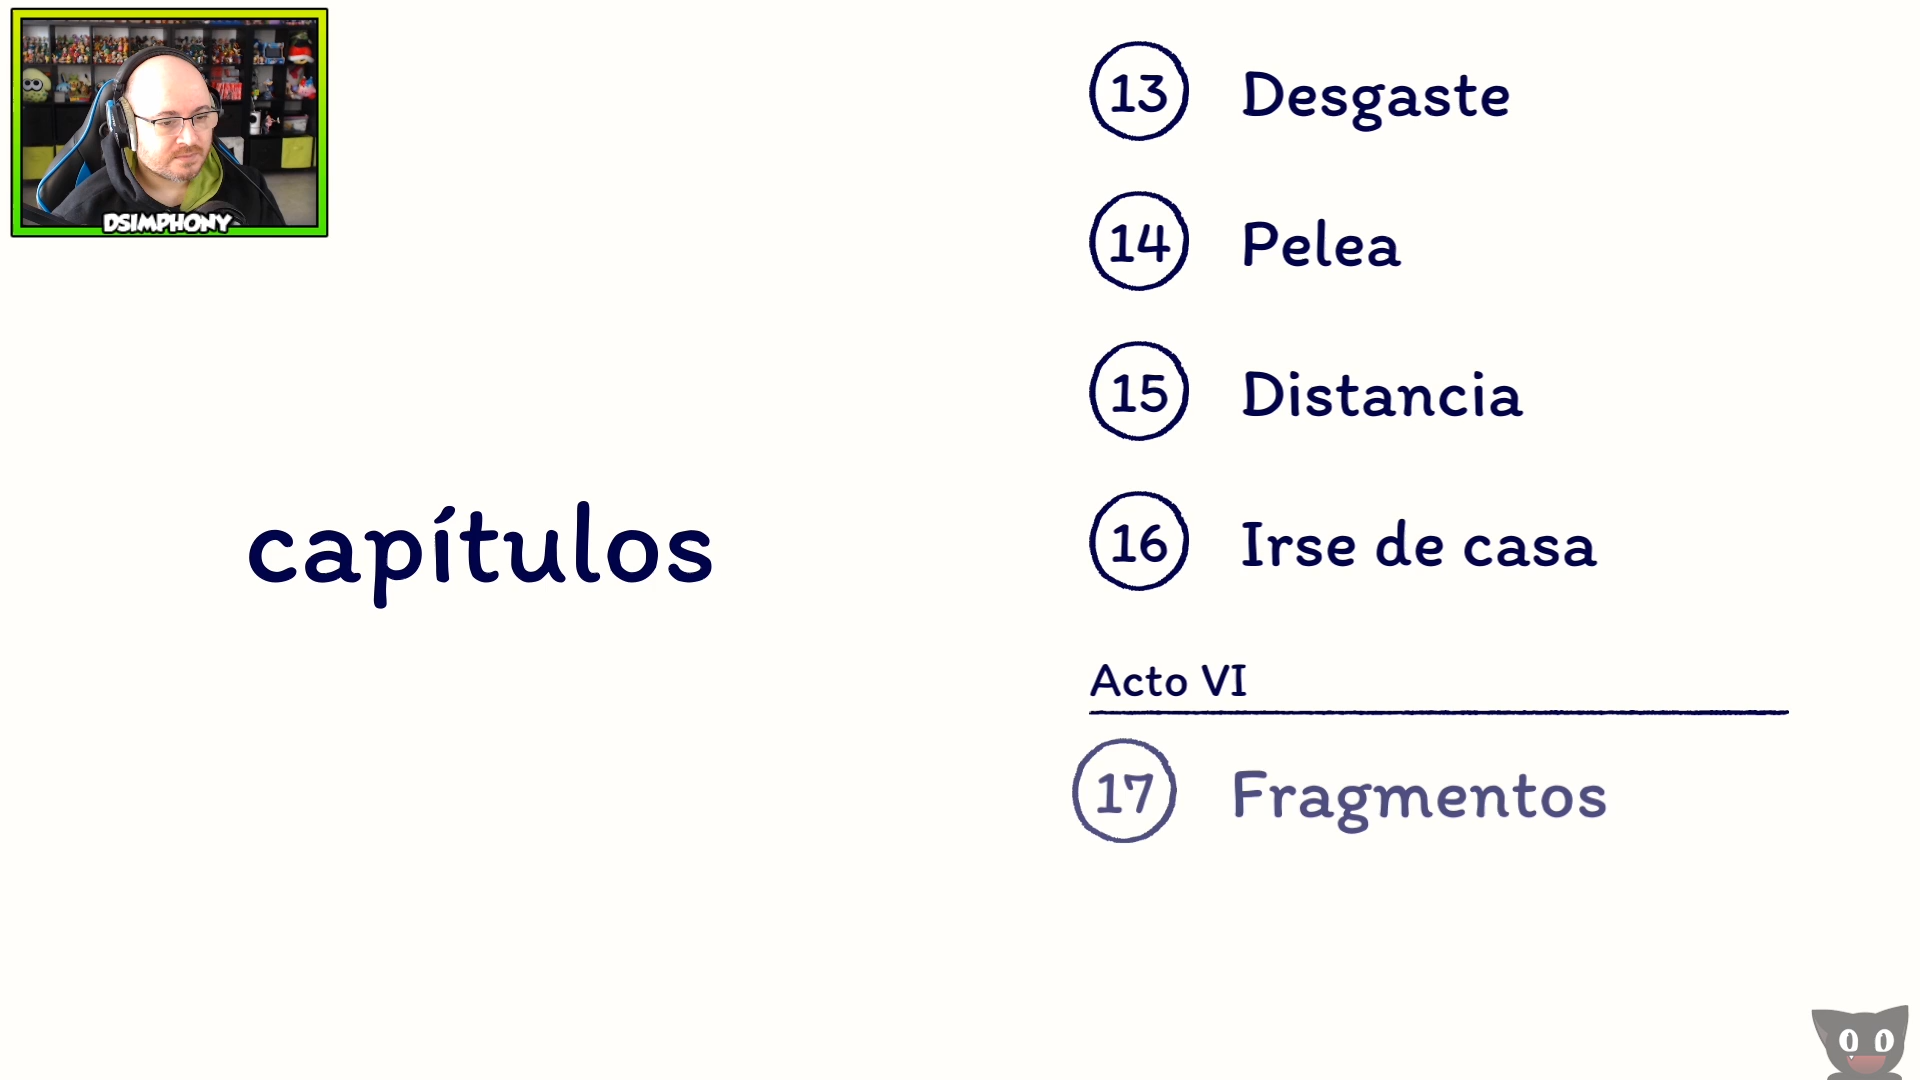 DSIMPHONY
capítulos
13 Desgaste
14 Pelea
15 Distancia
16 Irse de casa
Acto VI
17 Fragmentos